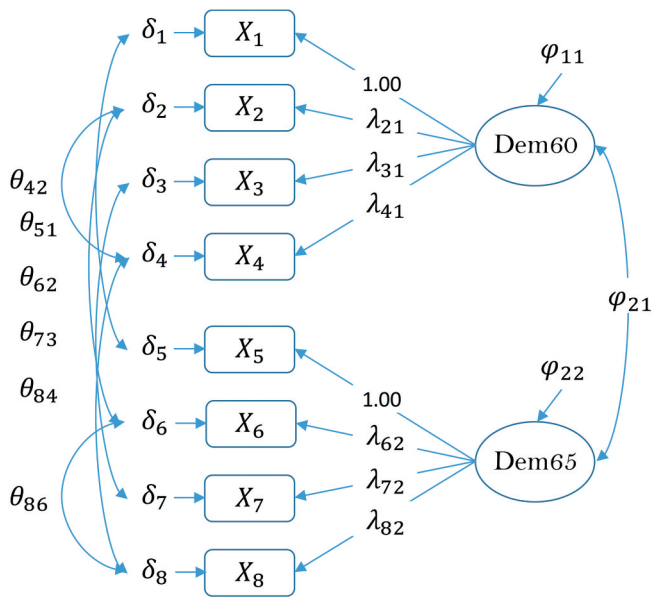 δ₁ X₁
φ₁₁
1.00
δ₂ X₂
λ₂₁
Dem60
λ₃₁
θ₄₂
δ₃ X₃
λ₄₁
θ₅₁
δ₄ X₄
θ₆₂
φ₂₁
θ₇₃
δ₅ X₅
φ₂₂
θ₈₄
1.00
δ₆ X₆
λ₆₂
Dem65
λ₇₂
θ₈₆
δ₇ X₇
λ₈₂
δ₈ X₈